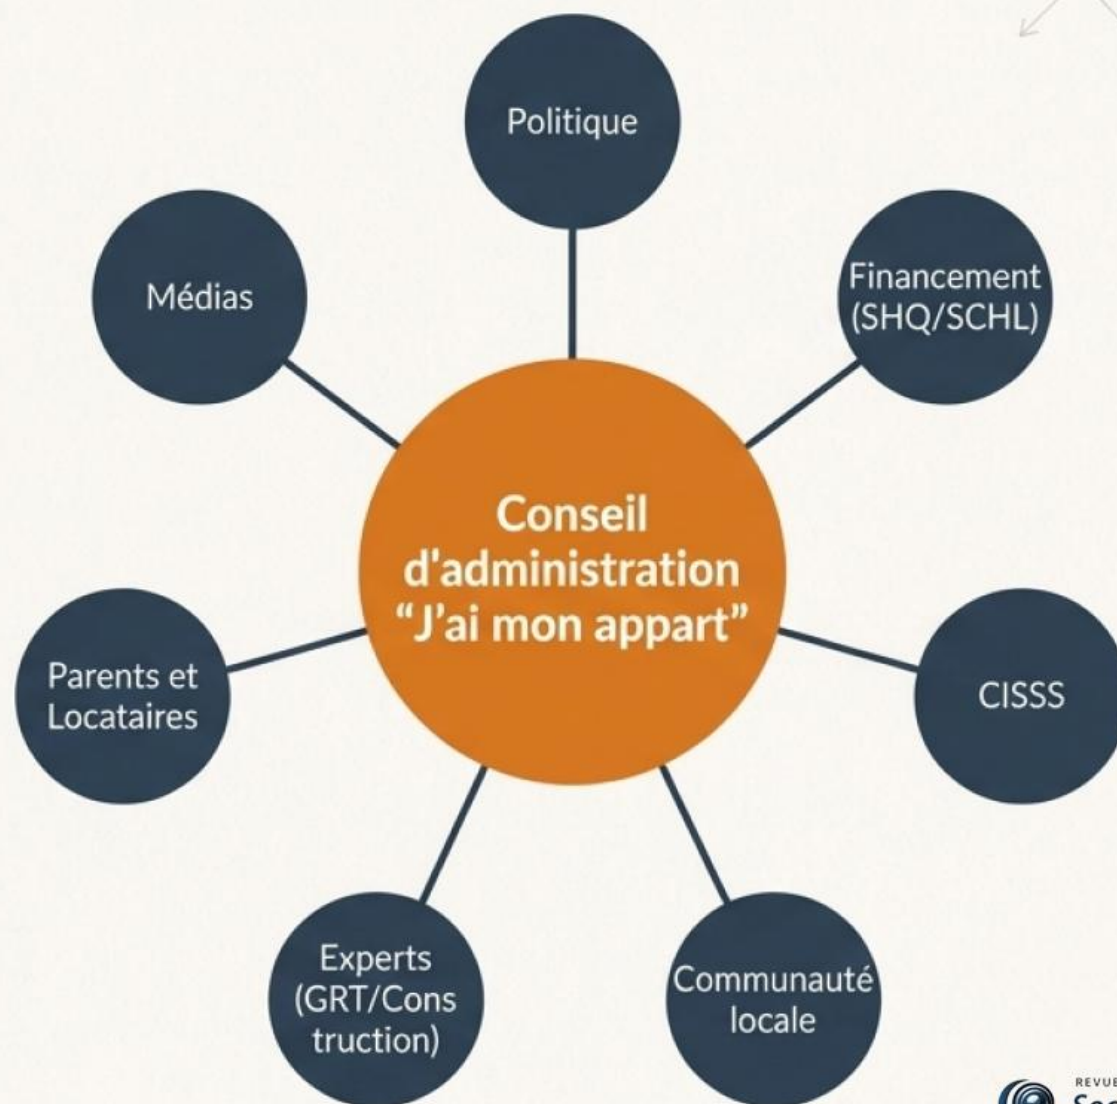 Politique
Médias
Financement
(SHQ/SCHL)
Conseil
d'administration
“J’ai mon appart”
Parents et
Locataires
CISSS
Experts
(GRT/Cons
truction)
Communauté
locale
REVUE